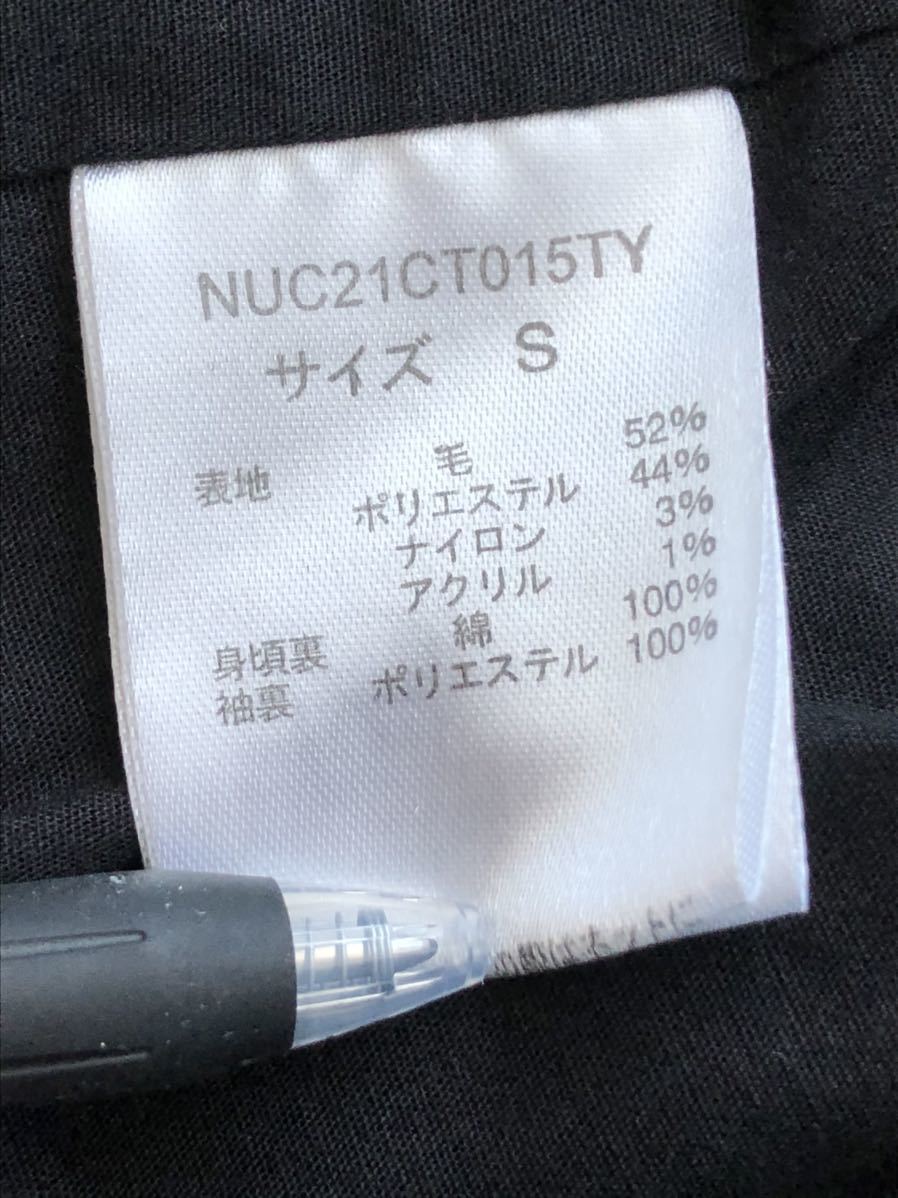 NUC21CT015TY
サイズ S
表地 毛 52%
ポリエステル 44%
ナイロン 3%
アクリル 1%
身頃裏 綿 100%
袖裏 ポリエステル 100%